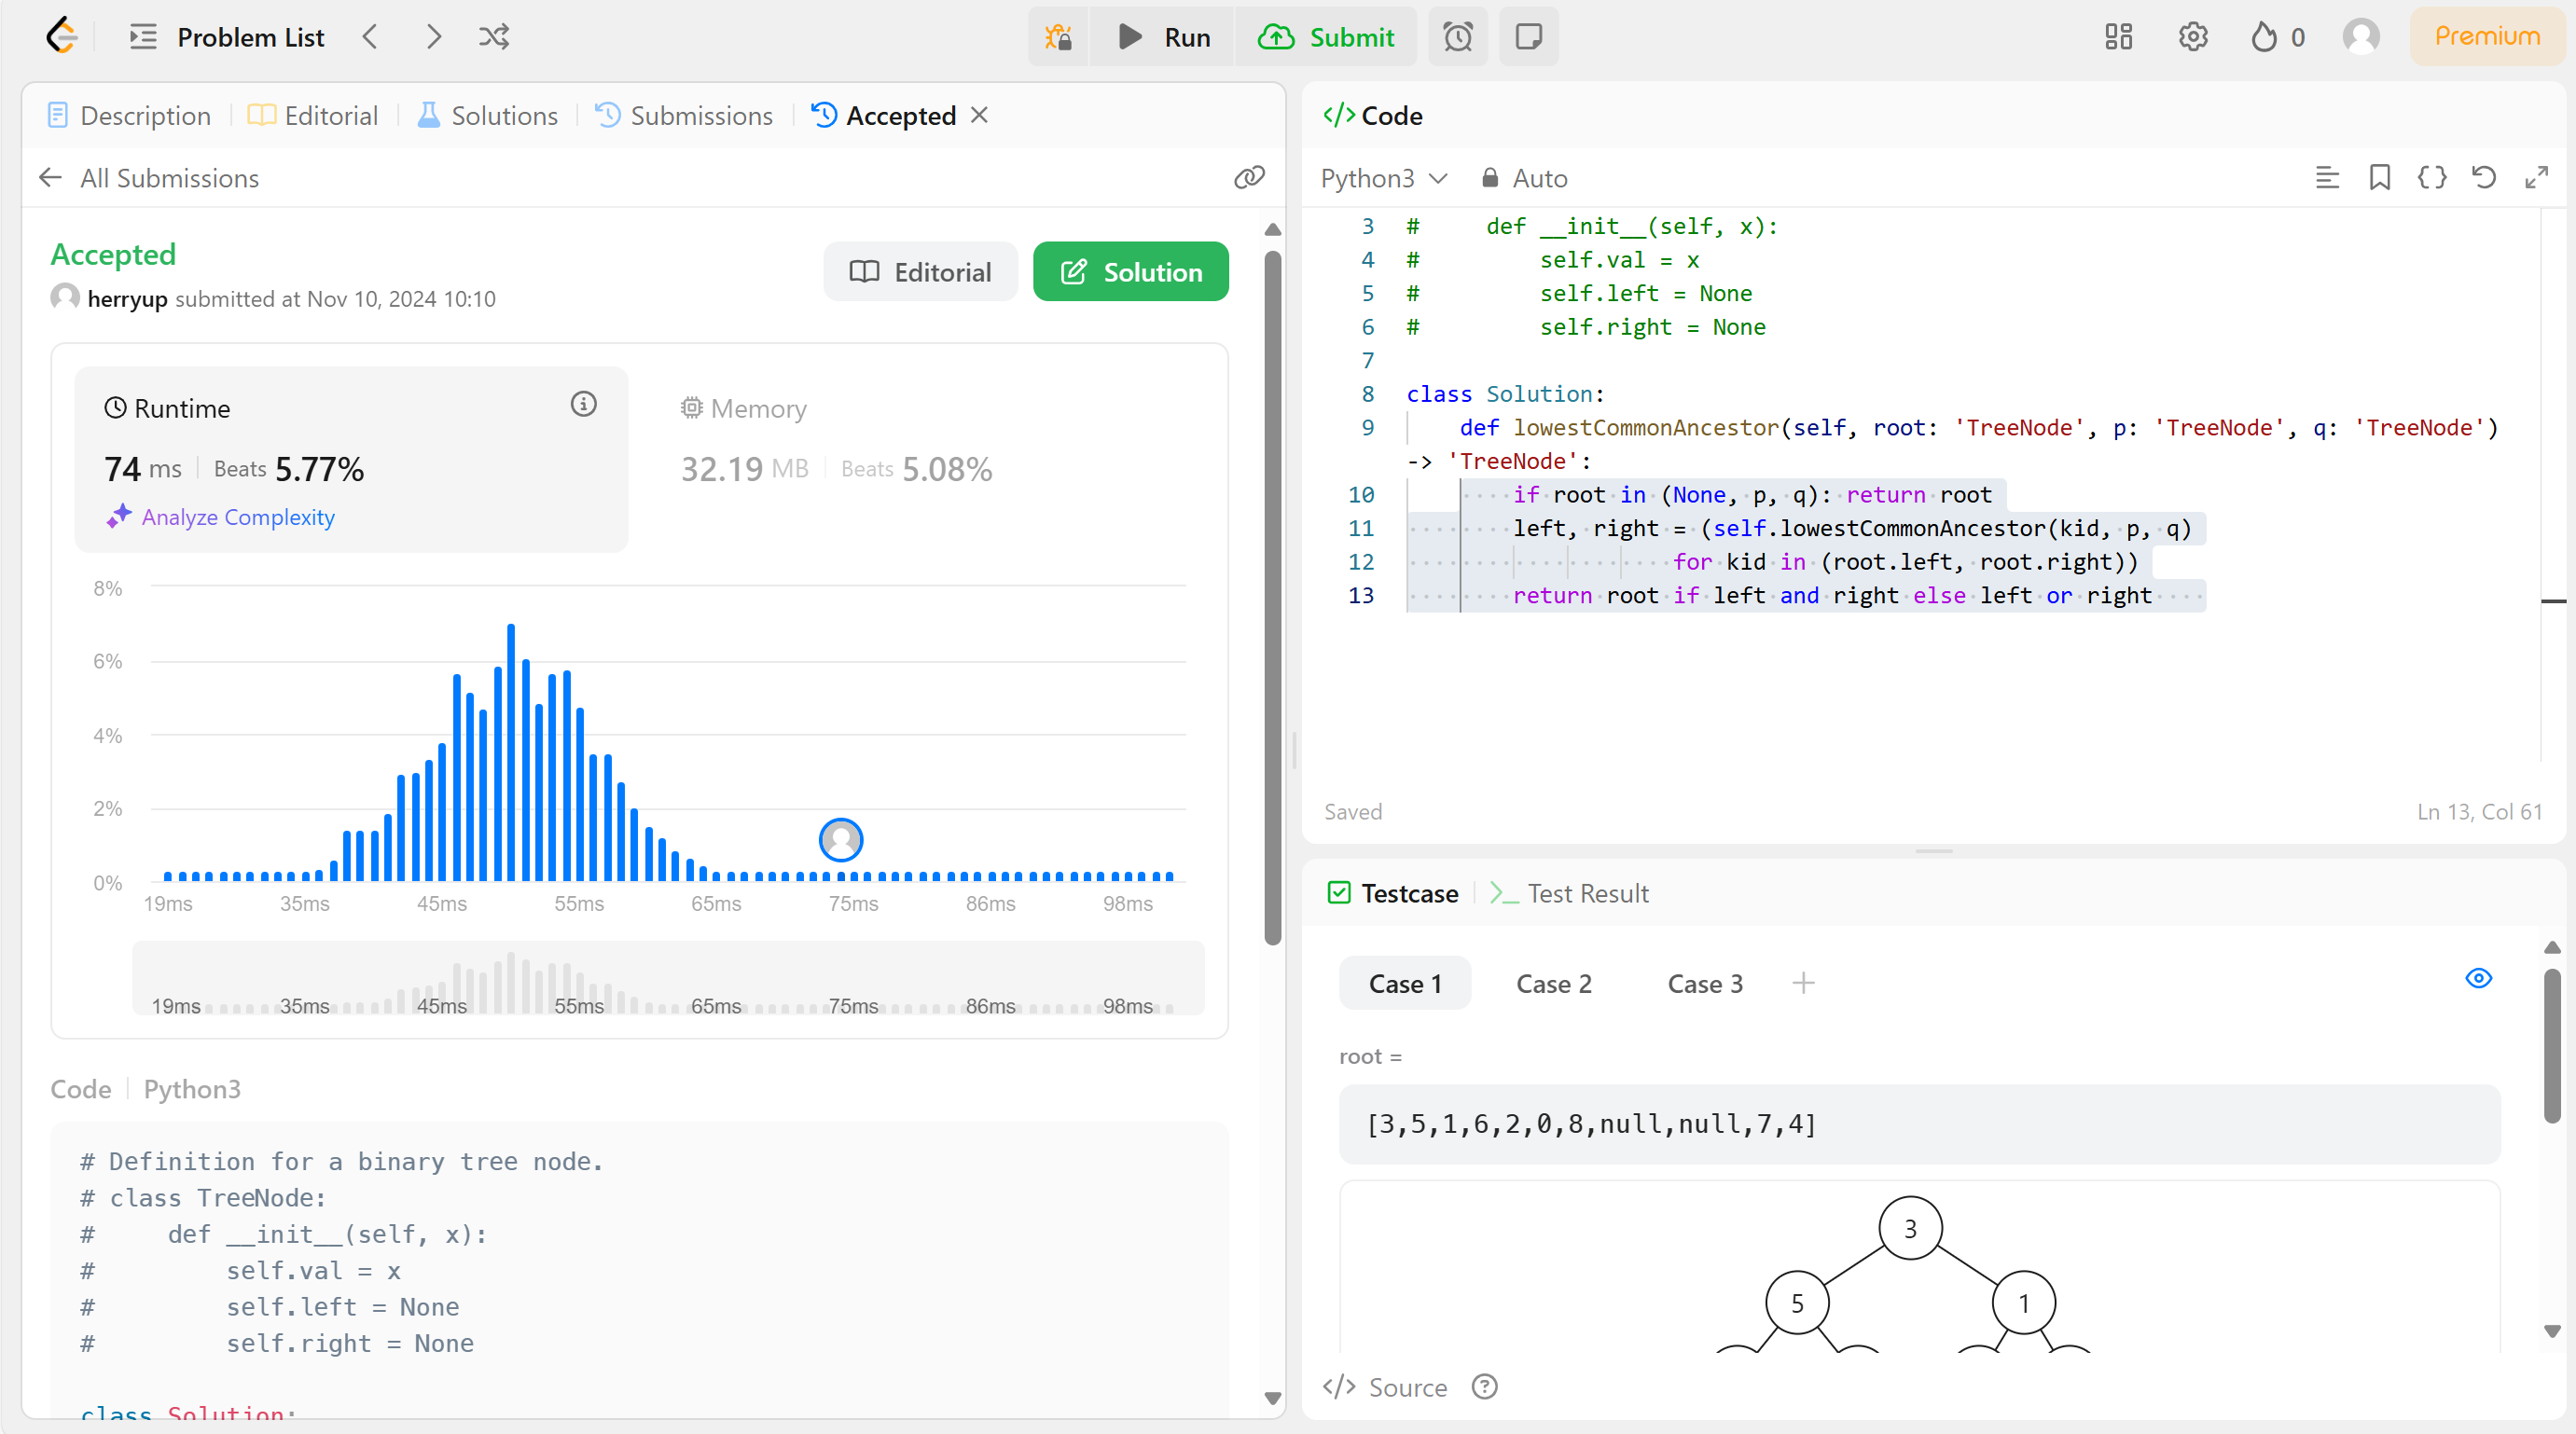 Problem List
Run
Submit
0
Premium
Description
Editorial
Solutions
Submissions
Accepted
All Submissions
Accepted
herryup submitted at Nov 10, 2024 10:10
Editorial
Solution
Runtime
74 ms
Beats 5.77%
Analyze Complexity
Memory
32.19 MB
Beats 5.08%
8%
6%
4%
2%
0%
19ms 35ms 45ms 55ms 65ms 75ms 86ms 98ms
19ms 35ms 45ms 55ms 65ms 75ms 86ms 98ms
Code
Python3
# Definition for a binary tree node.
# class TreeNode:
#     def __init__(self, x):
#         self.val = x
#         self.left = None
#         self.right = None
class Solution:
</> Code
Python3
Auto
3 #     def __init__(self, x):
4 #         self.val = x
5 #         self.left = None
6 #         self.right = None
7
8 class Solution:
9     def lowestCommonAncestor(self, root: 'TreeNode', p: 'TreeNode', q: 'TreeNode')
-> 'TreeNode':
10         if root in (None, p, q): return root
11         left, right = (self.lowestCommonAncestor(kid, p, q)
12                     for kid in (root.left, root.right))
13         return root if left and right else left or right
Saved
Ln 13, Col 61
Testcase
Test Result
Case 1
Case 2
Case 3
root =
[3,5,1,6,2,0,8,null,null,7,4]
3
5
1
</> Source